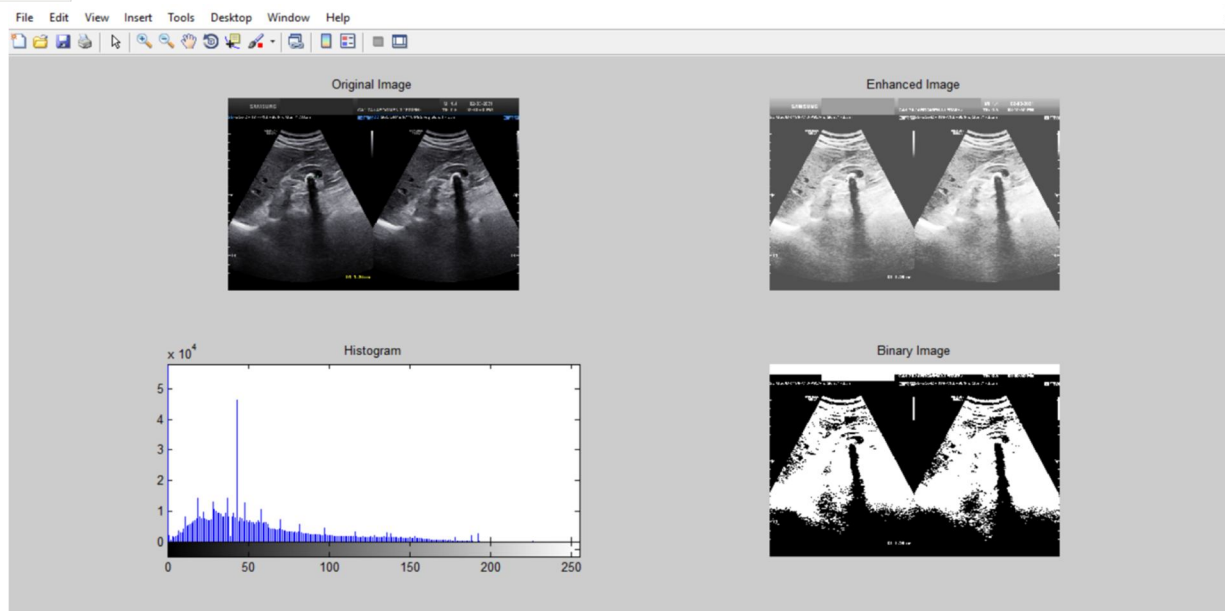 File Edit View Insert Tools Desktop Window Help
Original Image
Enhanced Image
SAMSUNG
SAMSUNG
Histogram
Binary Image
x 10^4
5
4
3
2
1
0
0 50 100 150 200 250